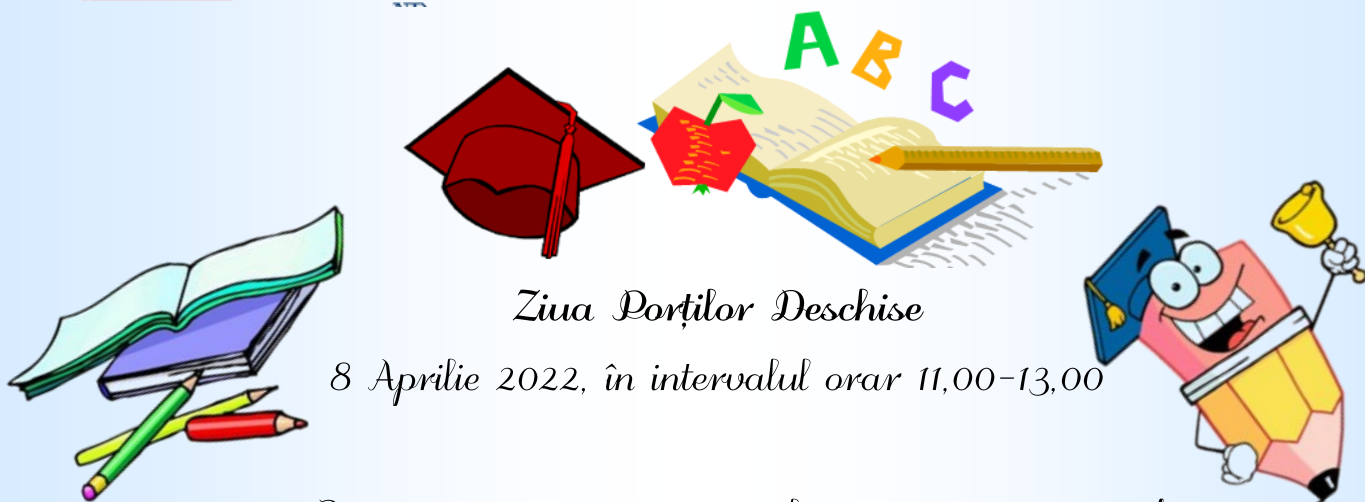 A B C
Ziua Porților Deschise
8 Aprilie 2022, în intervalul orar 11,00-13,00